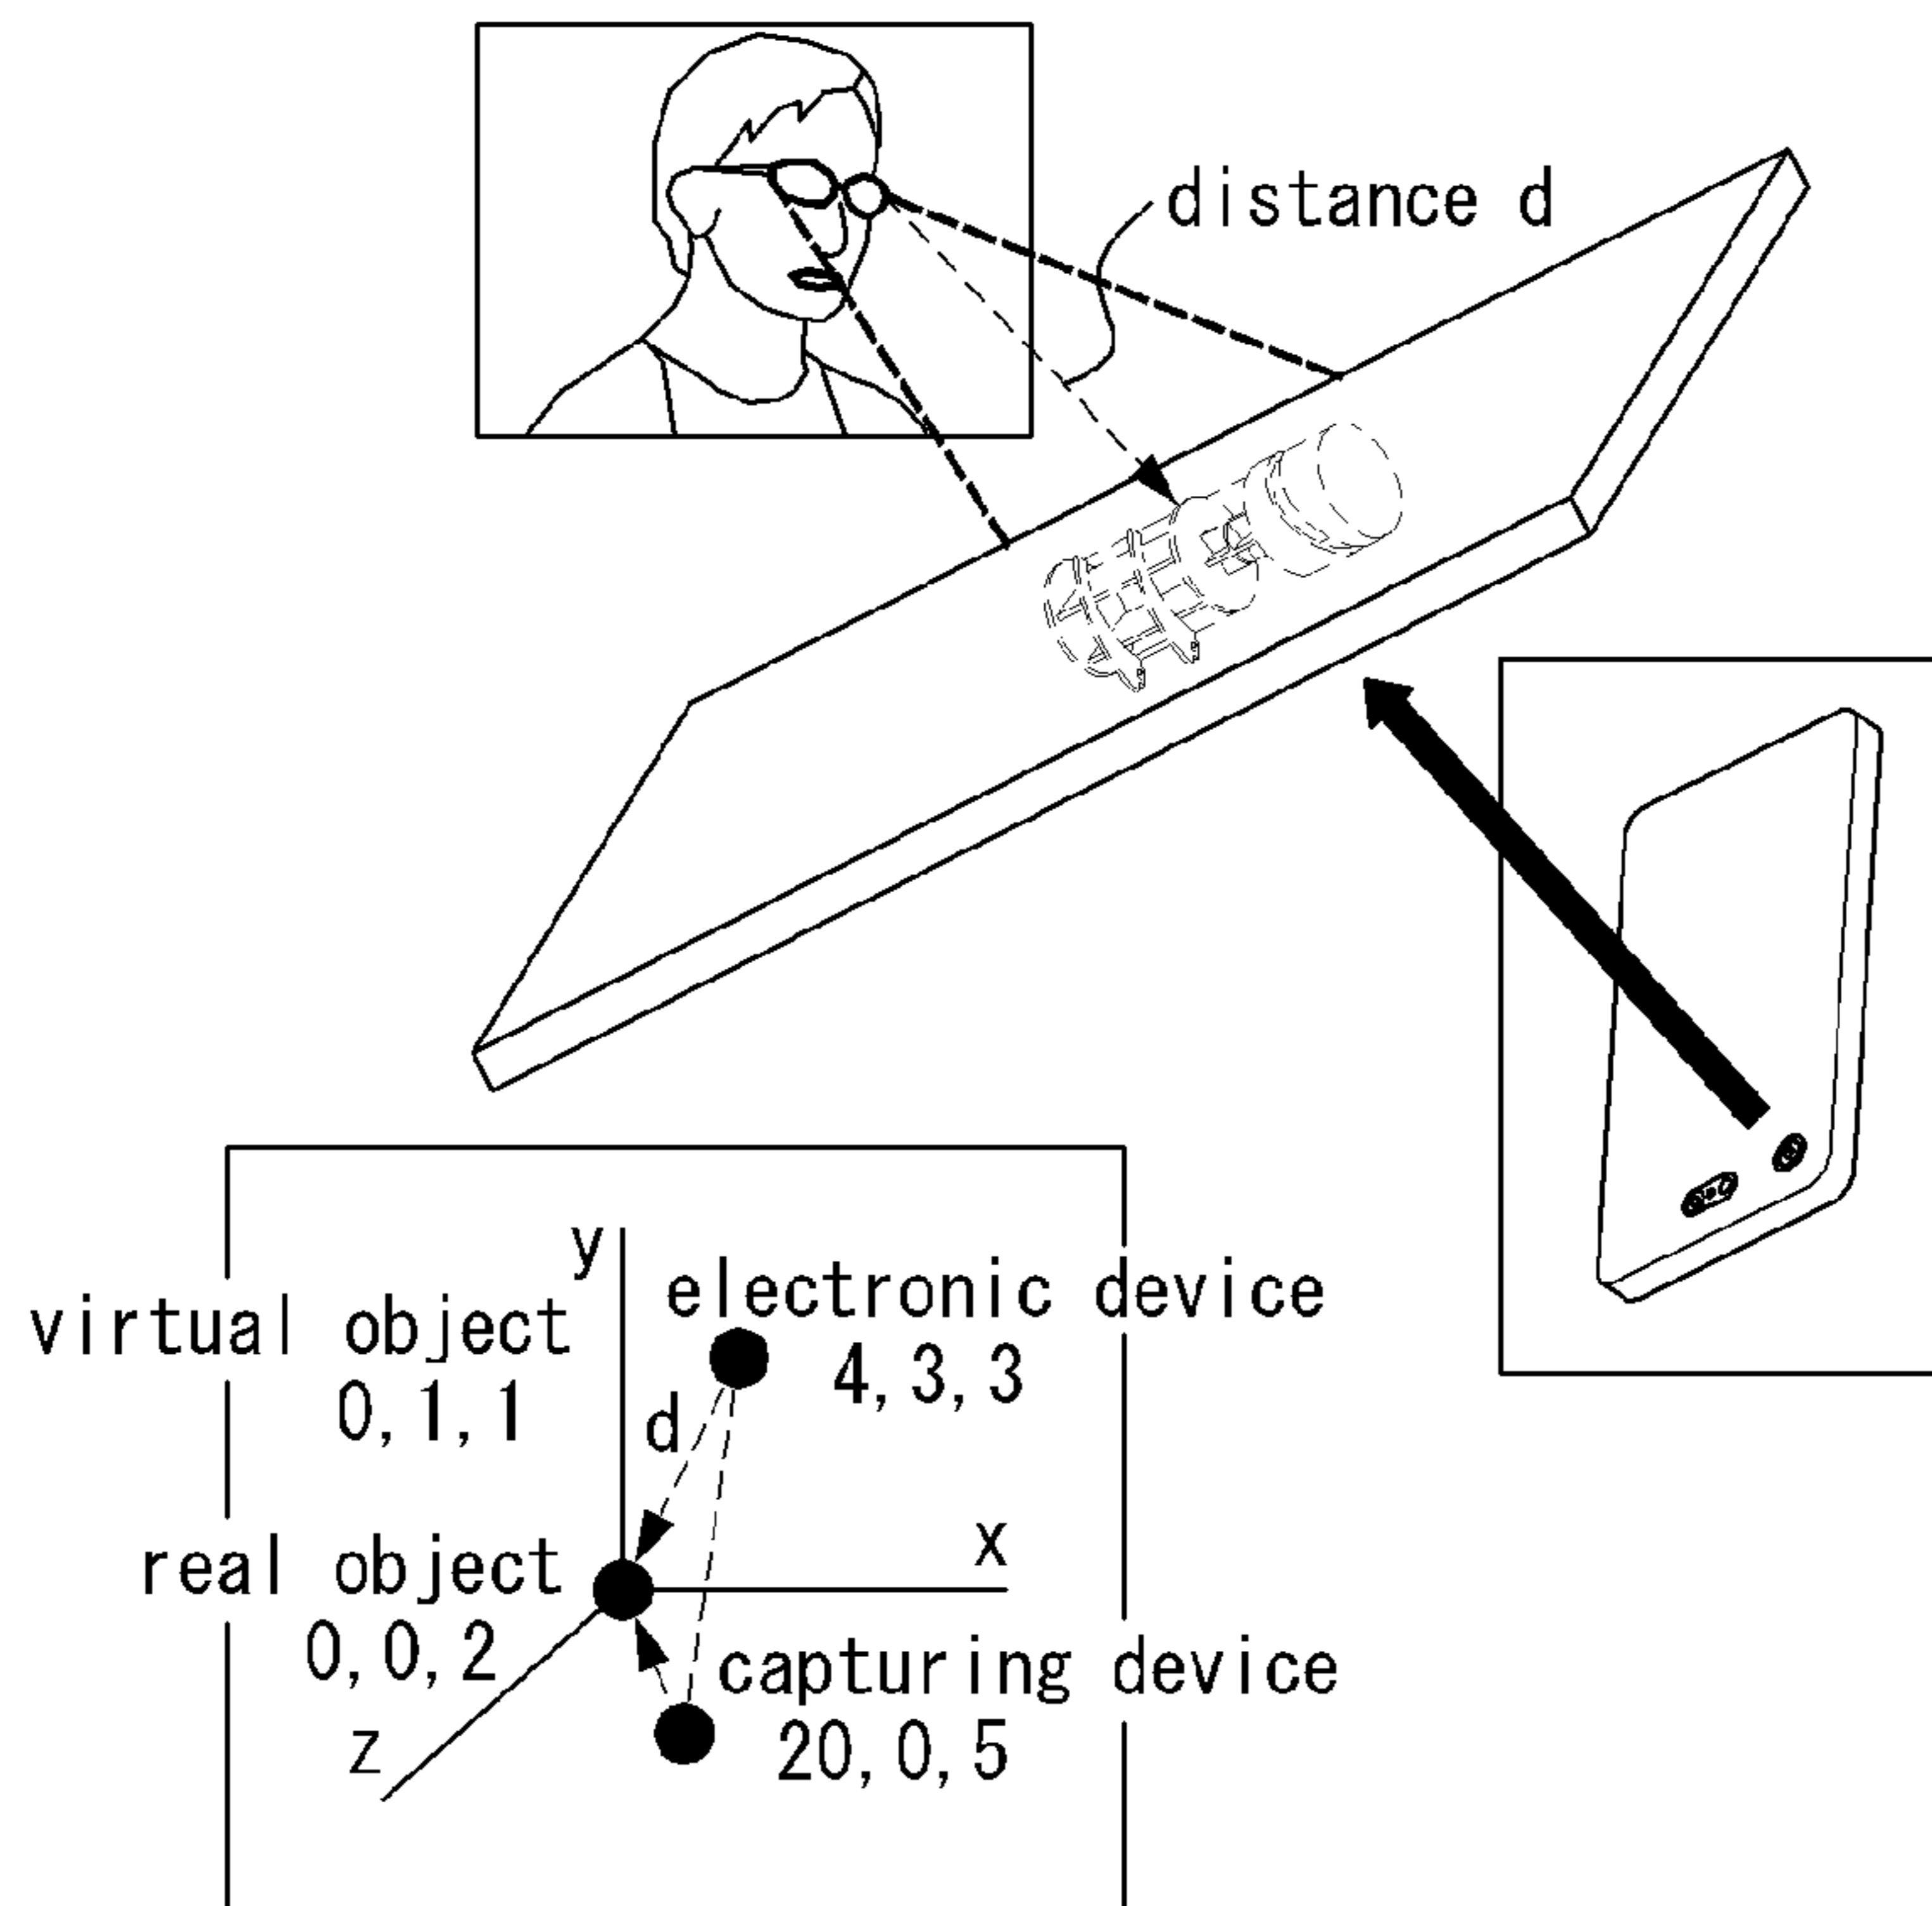 distance d
y
electronic device
4,3,3
virtual object
0,1,1
d
x
real object
0,0,2
capturing device
20,0,5
z